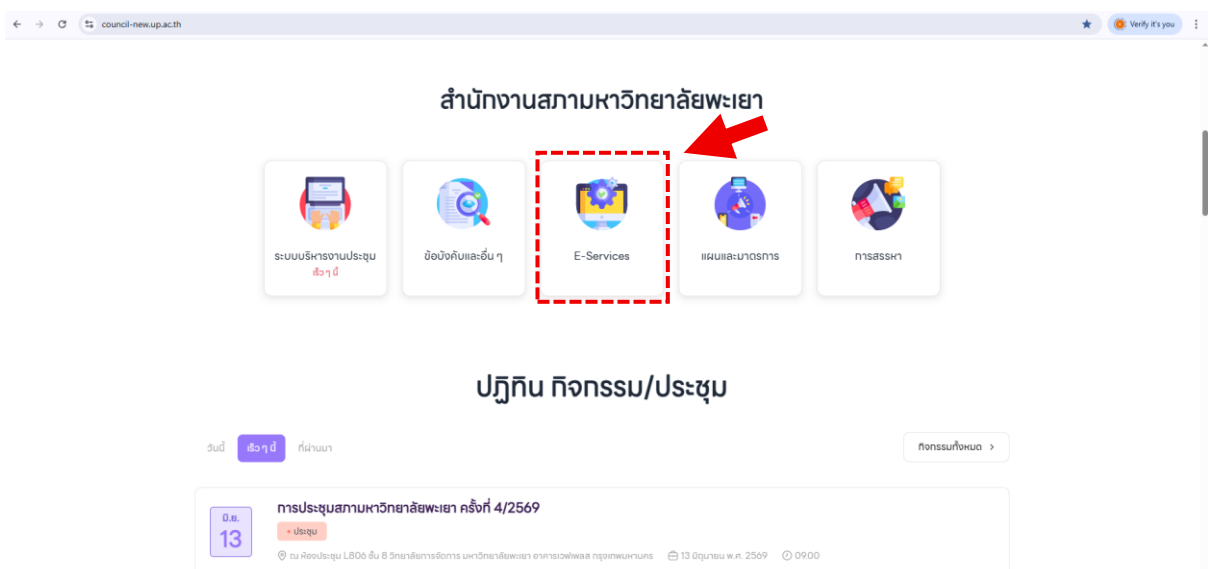 council-new.up.ac.th
Verify it's you
สำนักงานสภามหาวิทยาลัยพะเยา
ระบบบริหารงานประชุม
เร็ว ๆ นี้
ข้อบังคับและอื่น ๆ
E-Services
แผนและมาตรการ
การสรรหา
ปฏิทิน กิจกรรม/ประชุม
วันนี้
เร็ว ๆ นี้
ที่ผ่านมา
กิจกรรมทั้งหมด >
มิ.ย.
13
การประชุมสภามหาวิทยาลัยพะเยา ครั้งที่ 4/2569
• ประชุม
ณ ห้องประชุม L806 ชั้น 8 วิทยาลัยการจัดการ มหาวิทยาลัยพะเยา อาคารเวฟเพลส กรุงเทพมหานคร 13 มิถุนายน พ.ศ. 2569 09:00